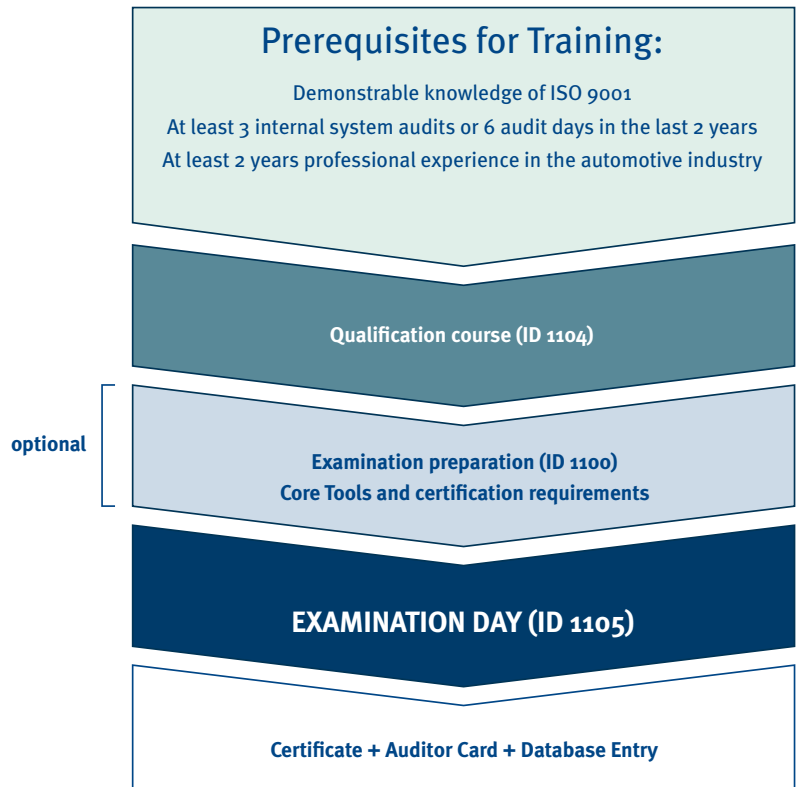 Prerequisites for Training:
Demonstrable knowledge of ISO 9001
At least 3 internal system audits or 6 audit days in the last 2 years
At least 2 years professional experience in the automotive industry
Qualification course (ID 1104)
optional
Examination preparation (ID 1100)
Core Tools and certification requirements
EXAMINATION DAY (ID 1105)
Certificate + Auditor Card + Database Entry